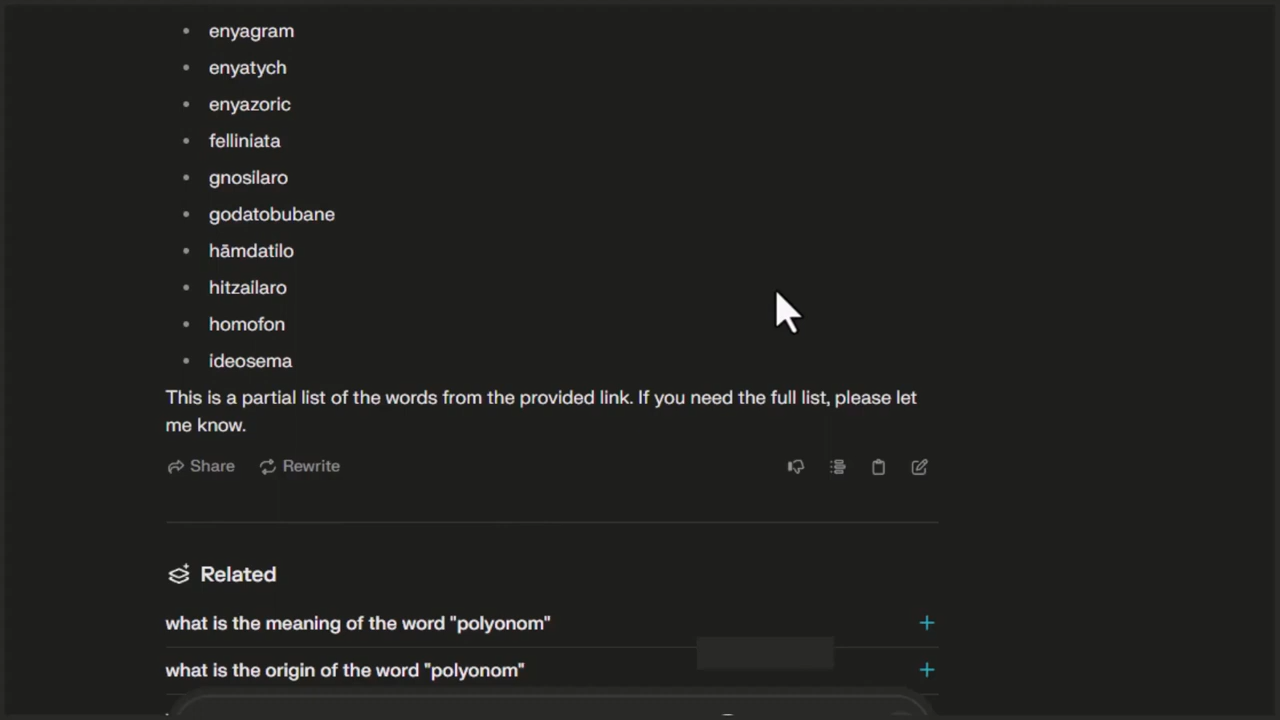 enyagram
enyatych
enyazoric
felliniata
gnosilaro
godatobubane
hāmdatilo
hitzailaro
homofon
ideosema
This is a partial list of the words from the provided link. If you need the full list, please let
me know.
Share Rewrite
Related
what is the meaning of the word "polyonom"
what is the origin of the word "polyonom"